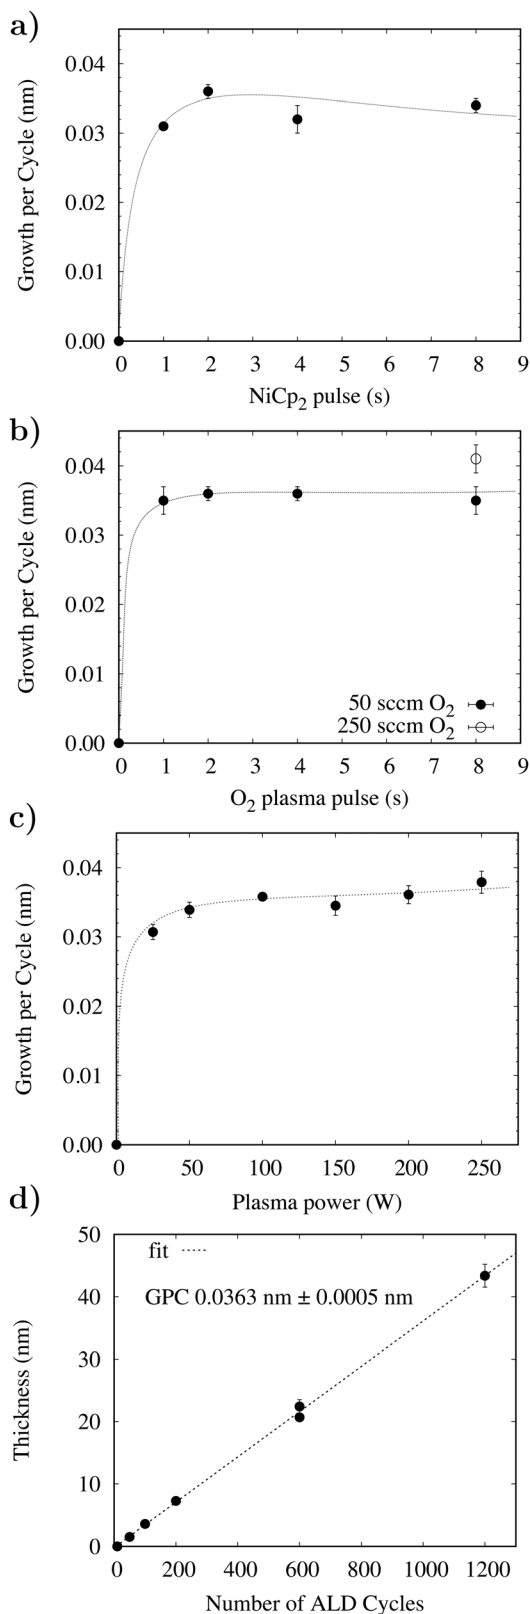 a)
0.04
0.03
0.02
0.01
0.00
Growth per Cycle (nm)
0 1 2 3 4 5 6 7 8 9
NiCp₂ pulse (s)
b)
0.04
0.03
0.02
0.01
0.00
Growth per Cycle (nm)
50 sccm O₂
250 sccm O₂
0 1 2 3 4 5 6 7 8 9
O₂ plasma pulse (s)
c)
0.04
0.03
0.02
0.01
0.00
Growth per Cycle (nm)
0 50 100 150 200 250
Plasma power (W)
d)
50
40
30
20
10
0
Thickness (nm)
fit
GPC 0.0363 nm ± 0.0005 nm
0 200 400 600 800 1000 1200
Number of ALD Cycles